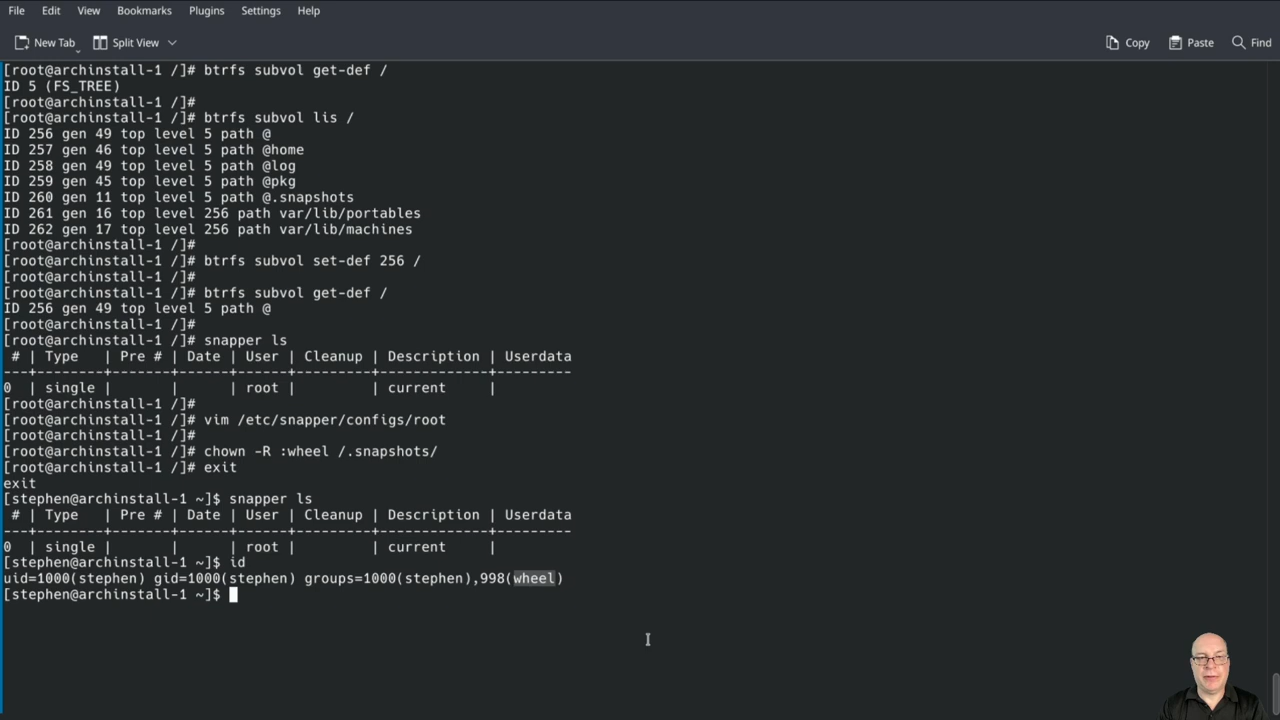 File Edit View Bookmarks Plugins Settings Help
New Tab Split View Copy Paste Find
[root@archinstall-1 /]# btrfs subvol get-def /
ID 5 (FS_TREE)
[root@archinstall-1 /]#
[root@archinstall-1 /]# btrfs subvol lis /
ID 256 gen 49 top level 5 path @
ID 257 gen 46 top level 5 path @home
ID 258 gen 49 top level 5 path @log
ID 259 gen 45 top level 5 path @pkg
ID 260 gen 11 top level 5 path @.snapshots
ID 261 gen 16 top level 256 path var/lib/portables
ID 262 gen 17 top level 256 path var/lib/machines
[root@archinstall-1 /]#
[root@archinstall-1 /]# btrfs subvol set-def 256 /
[root@archinstall-1 /]#
[root@archinstall-1 /]# btrfs subvol get-def /
ID 256 gen 49 top level 5 path @
[root@archinstall-1 /]#
[root@archinstall-1 /]# snapper ls
 # | Type   | Pre # | Date | User | Cleanup | Description | Userdata
---+--------+-------+------+------+---------+-------------+---------
0  | single |       |      | root |         | current     |
[root@archinstall-1 /]#
[root@archinstall-1 /]# vim /etc/snapper/configs/root
[root@archinstall-1 /]#
[root@archinstall-1 /]# chown -R :wheel /.snapshots/
[root@archinstall-1 /]# exit
exit
[stephen@archinstall-1 ~]$ snapper ls
 # | Type   | Pre # | Date | User | Cleanup | Description | Userdata
---+--------+-------+------+------+---------+-------------+---------
0  | single |       |      | root |         | current     |
[stephen@archinstall-1 ~]$ id
uid=1000(stephen) gid=1000(stephen) groups=1000(stephen),998(wheel)
[stephen@archinstall-1 ~]$